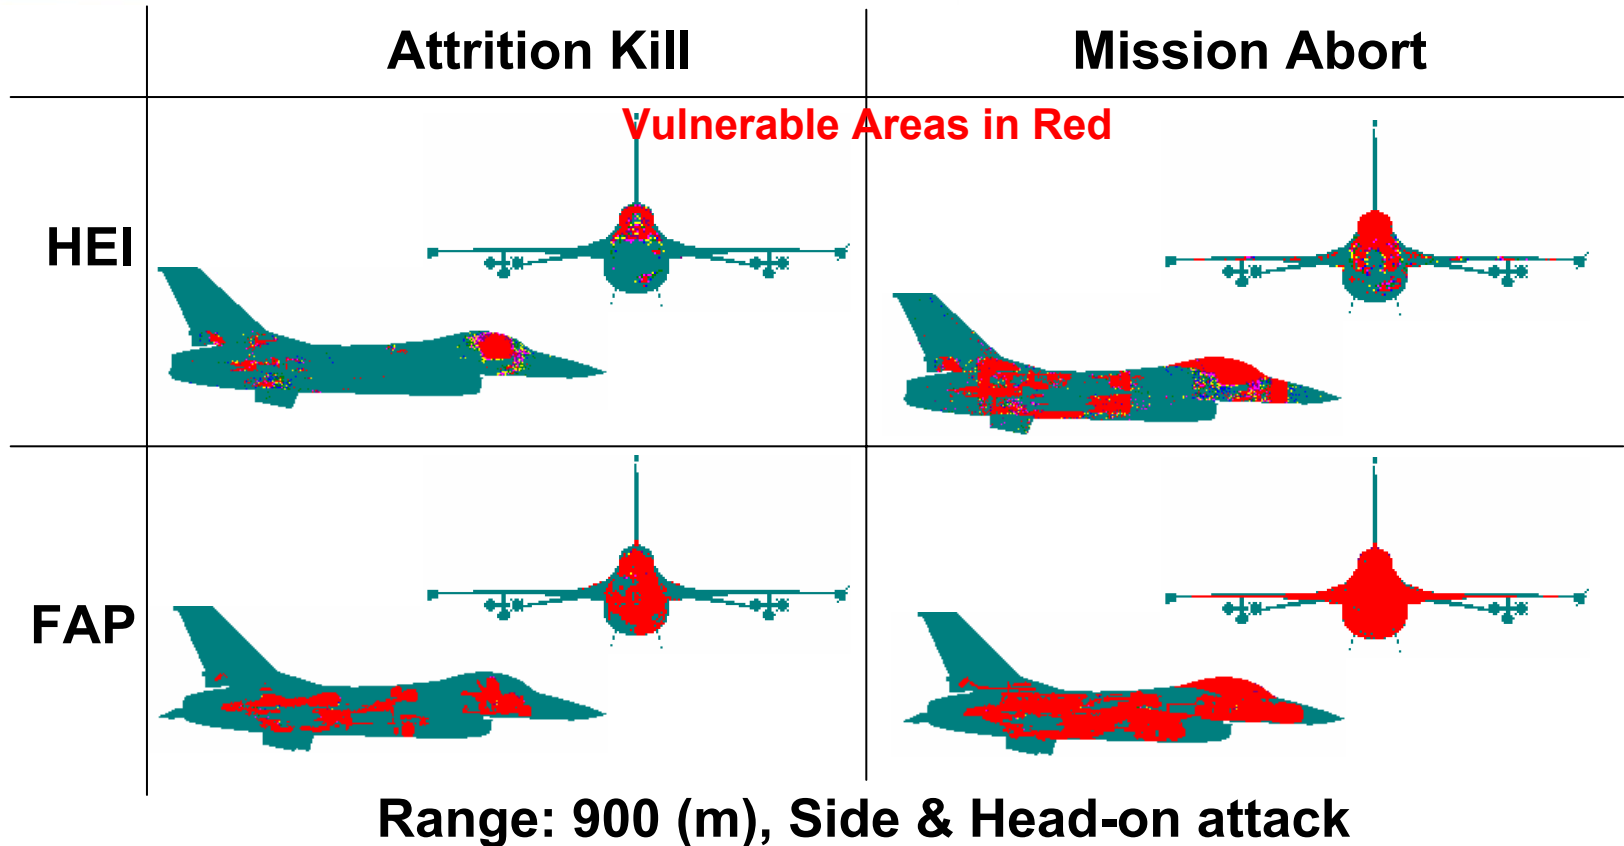 Attrition Kill
Mission Abort
Vulnerable Areas in Red
HEI
FAP
Range: 900 (m), Side & Head-on attack